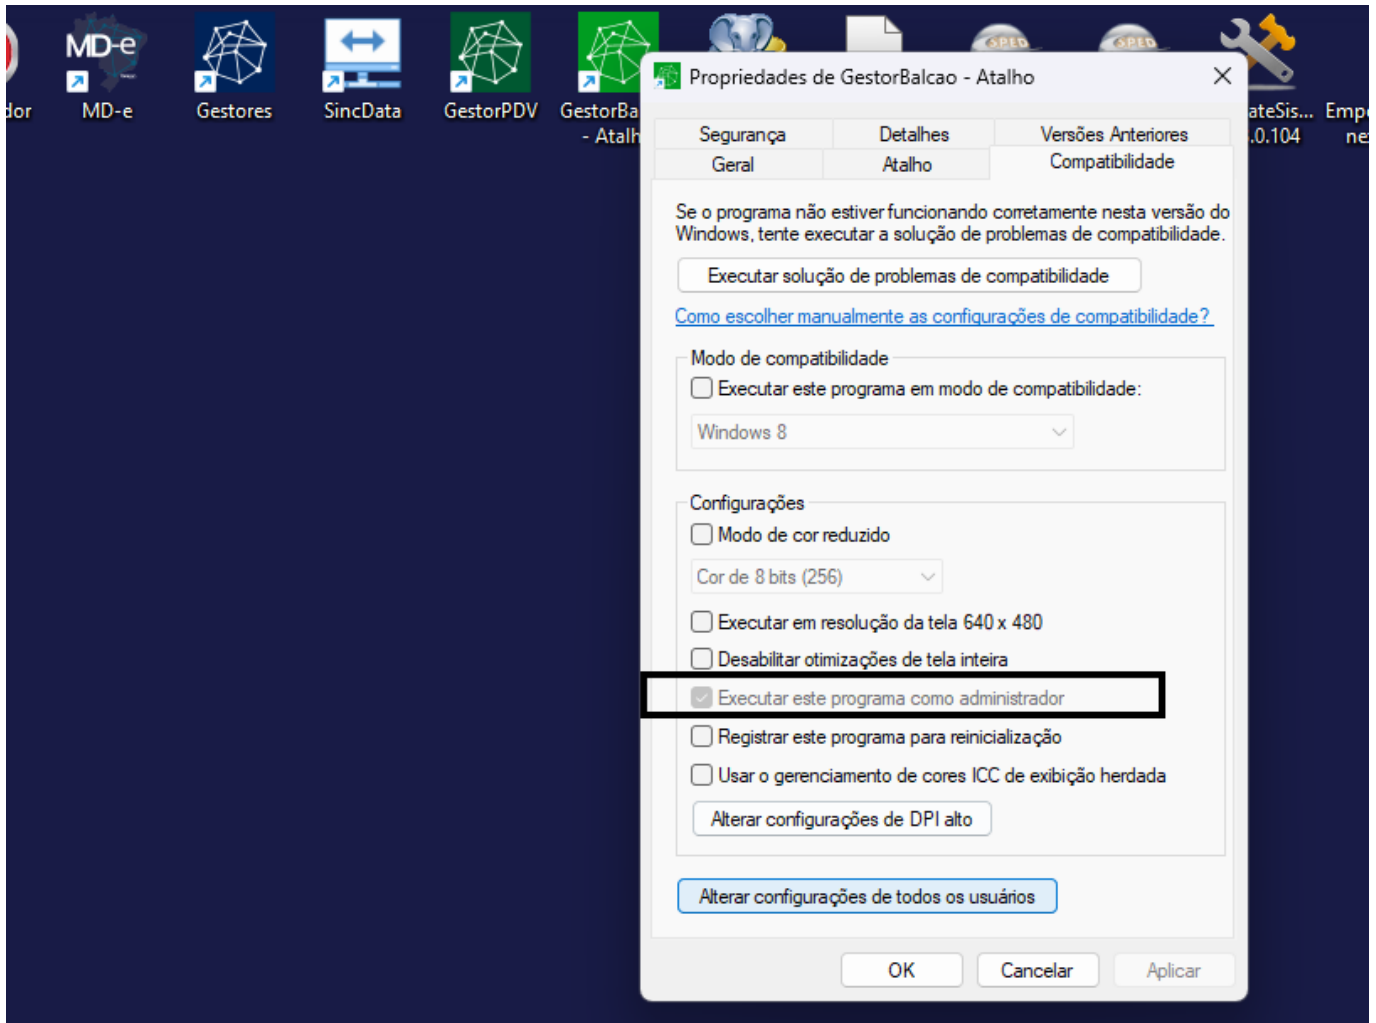 MD-e
SPED
SPED
dor
MD-e
Gestores
SincData
GestorPDV
GestorBa
- Atalh
ateSis...
.0.104
Emp
ne
Propriedades de GestorBalcao - Atalho
Segurança
Detalhes
Versões Anteriores
Geral
Atalho
Compatibilidade
Se o programa não estiver funcionando corretamente nesta versão do
Windows, tente executar a solução de problemas de compatibilidade.
Executar solução de problemas de compatibilidade
Como escolher manualmente as configurações de compatibilidade?
Modo de compatibilidade
Executar este programa em modo de compatibilidade:
Windows 8
Configurações
Modo de cor reduzido
Cor de 8 bits (256)
Executar em resolução da tela 640 x 480
Desabilitar otimizações de tela inteira
Executar este programa como administrador
Registrar este programa para reinicialização
Usar o gerenciamento de cores ICC de exibição herdada
Alterar configurações de DPI alto
Alterar configurações de todos os usuários
OK
Cancelar
Aplicar